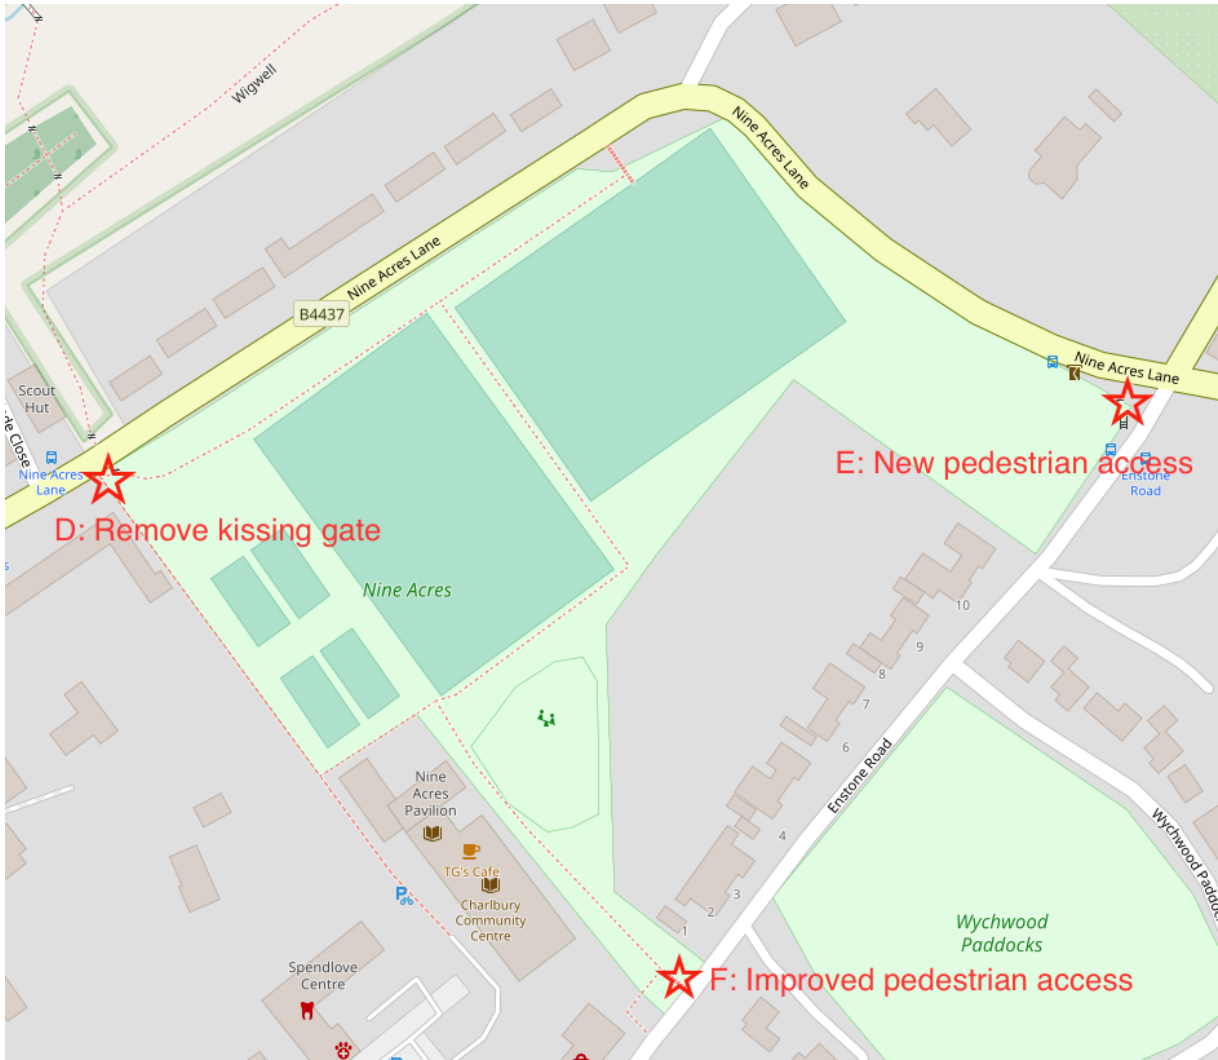 Wigwell
Nine Acres Lane
Nine Acres Lane
B4437
Scout
Hut
Nine Acres Lane
Nine Acres
Lane
E: New pedestrian access
Enstone
Road
D: Remove kissing gate
Nine Acres
10
9
8
7
6
Enstone Road
Nine
Acres
Pavilion
TG's Cafe
4
Charlbury
Community
Centre
3
2
1
Wychwood
Paddocks
Spendlove
Centre
F: Improved pedestrian access